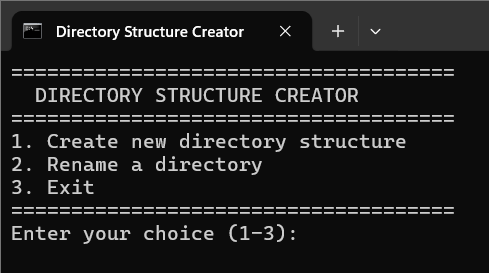 Directory Structure Creator
=====================================
  DIRECTORY STRUCTURE CREATOR
=====================================
1. Create new directory structure
2. Rename a directory
3. Exit
=====================================
Enter your choice (1-3):